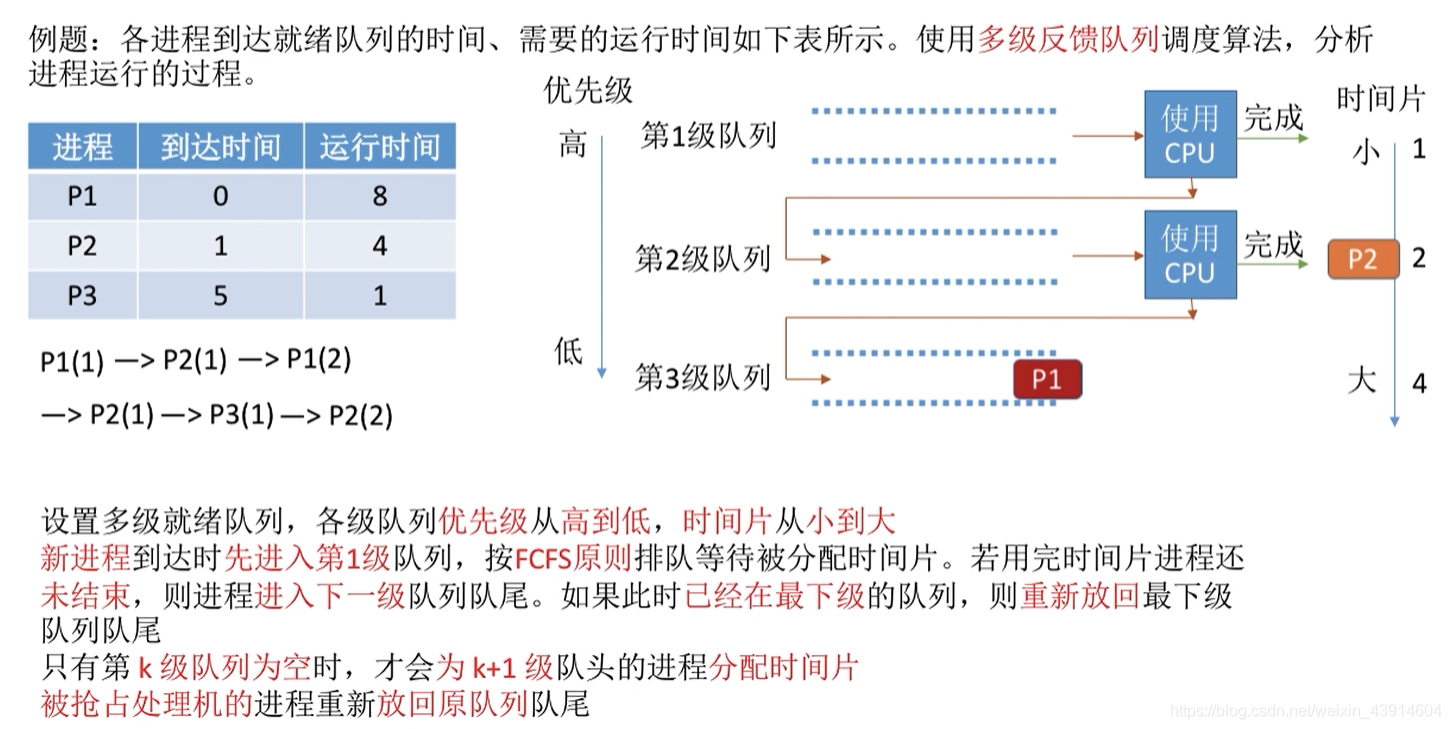 例题：各进程到达就绪队列的时间、需要的运行时间如下表所示。使用多级反馈队列调度算法，分析
进程运行的过程。
进程 到达时间 运行时间
P1 0 8
P2 1 4
P3 5 1
P1(1) —> P2(1) —> P1(2)
—> P2(1) —> P3(1) —> P2(2)
优先级
高
低
第1级队列
使用
CPU
完成
第2级队列
使用
CPU
完成
第3级队列
P1
时间片
小 1
P2 2
大 4
设置多级就绪队列，各级队列优先级从高到低，时间片从小到大
新进程到达时先进入第1级队列，按FCFS原则排队等待被分配时间片。若用完时间片进程还
未结束，则进程进入下一级队列队尾。如果此时已经在最下级的队列，则重新放回最下级
队列队尾
只有第 k 级队列为空时，才会为 k+1 级队头的进程分配时间片
被抢占处理机的进程重新放回原队列队尾
https://blog.csdn.net/weixin_43914604